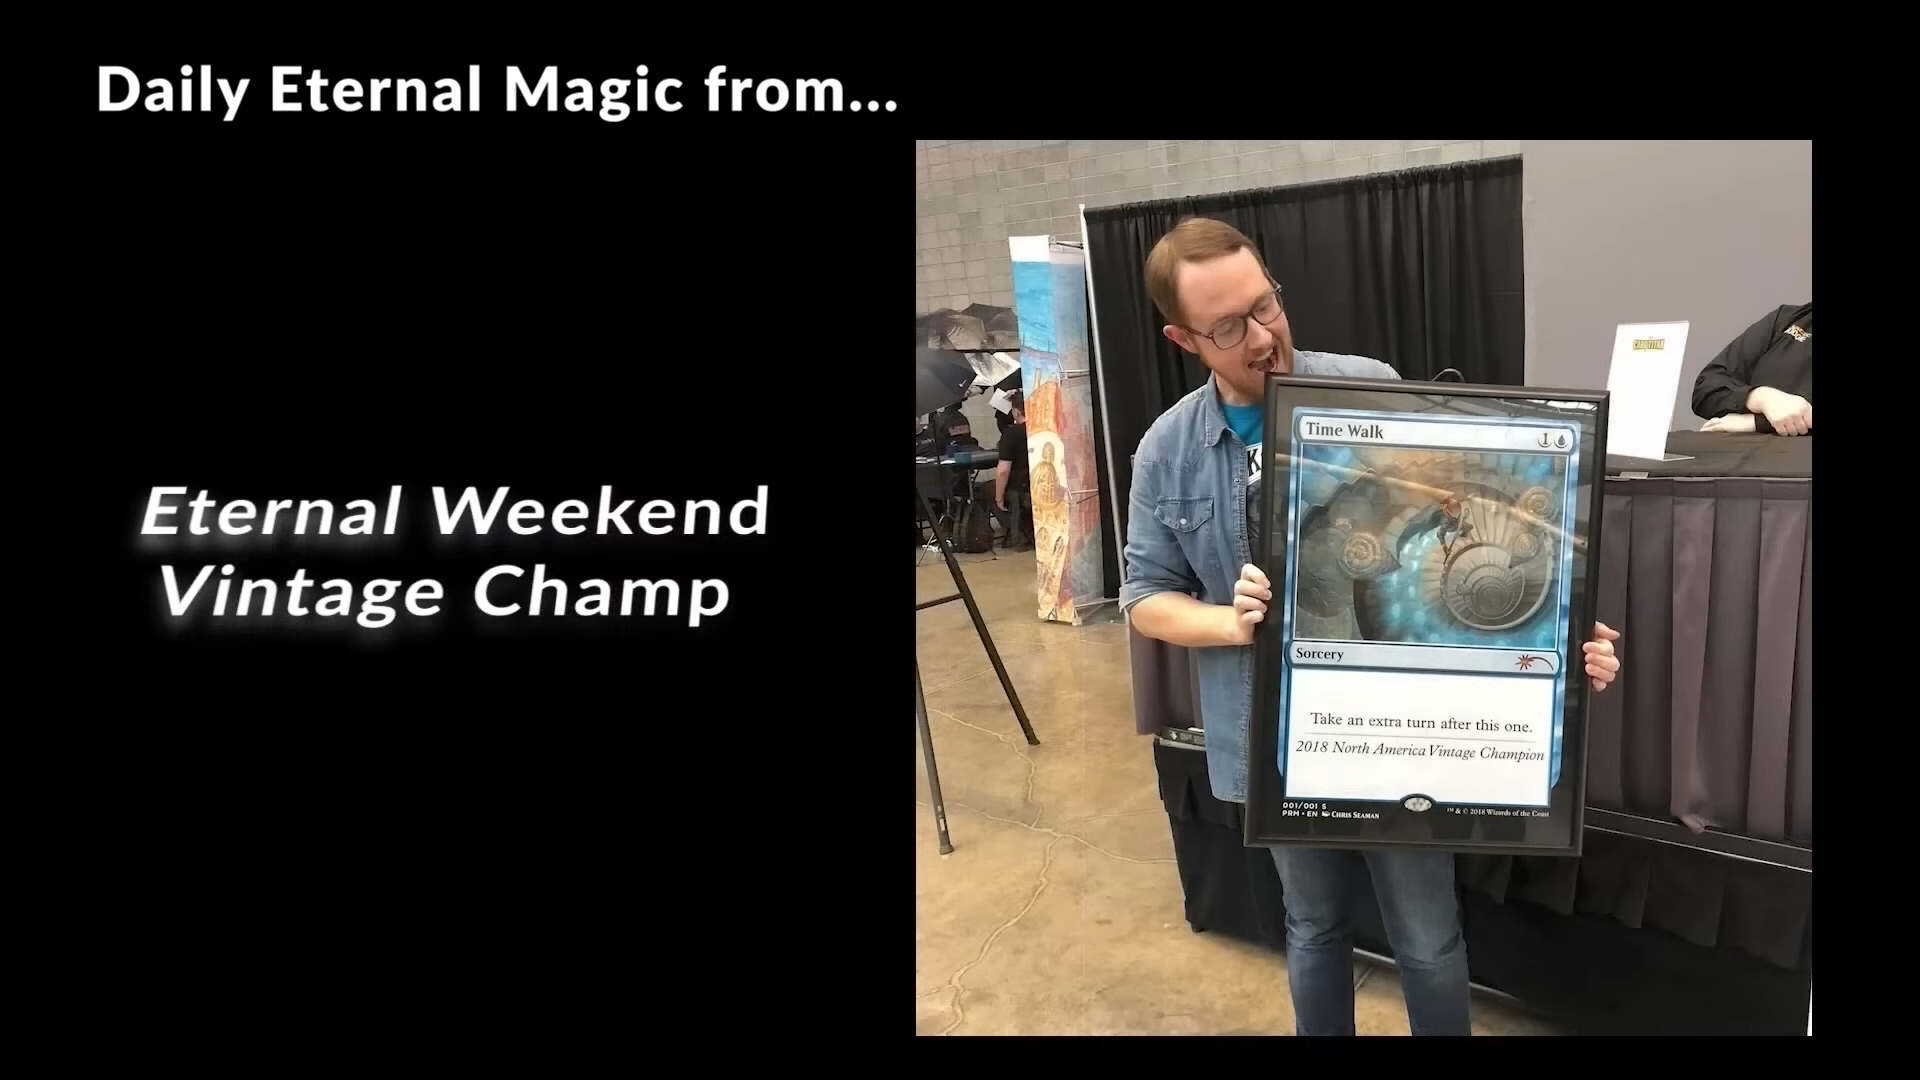 Daily Eternal Magic from...
Eternal Weekend
Vintage Champ
Time Walk 1
Sorcery
Take an extra turn after this one.
2018 North America Vintage Champion
001/001 S
PRM • EN Chris Seaman
™ & © 2018 Wizards of the Coast